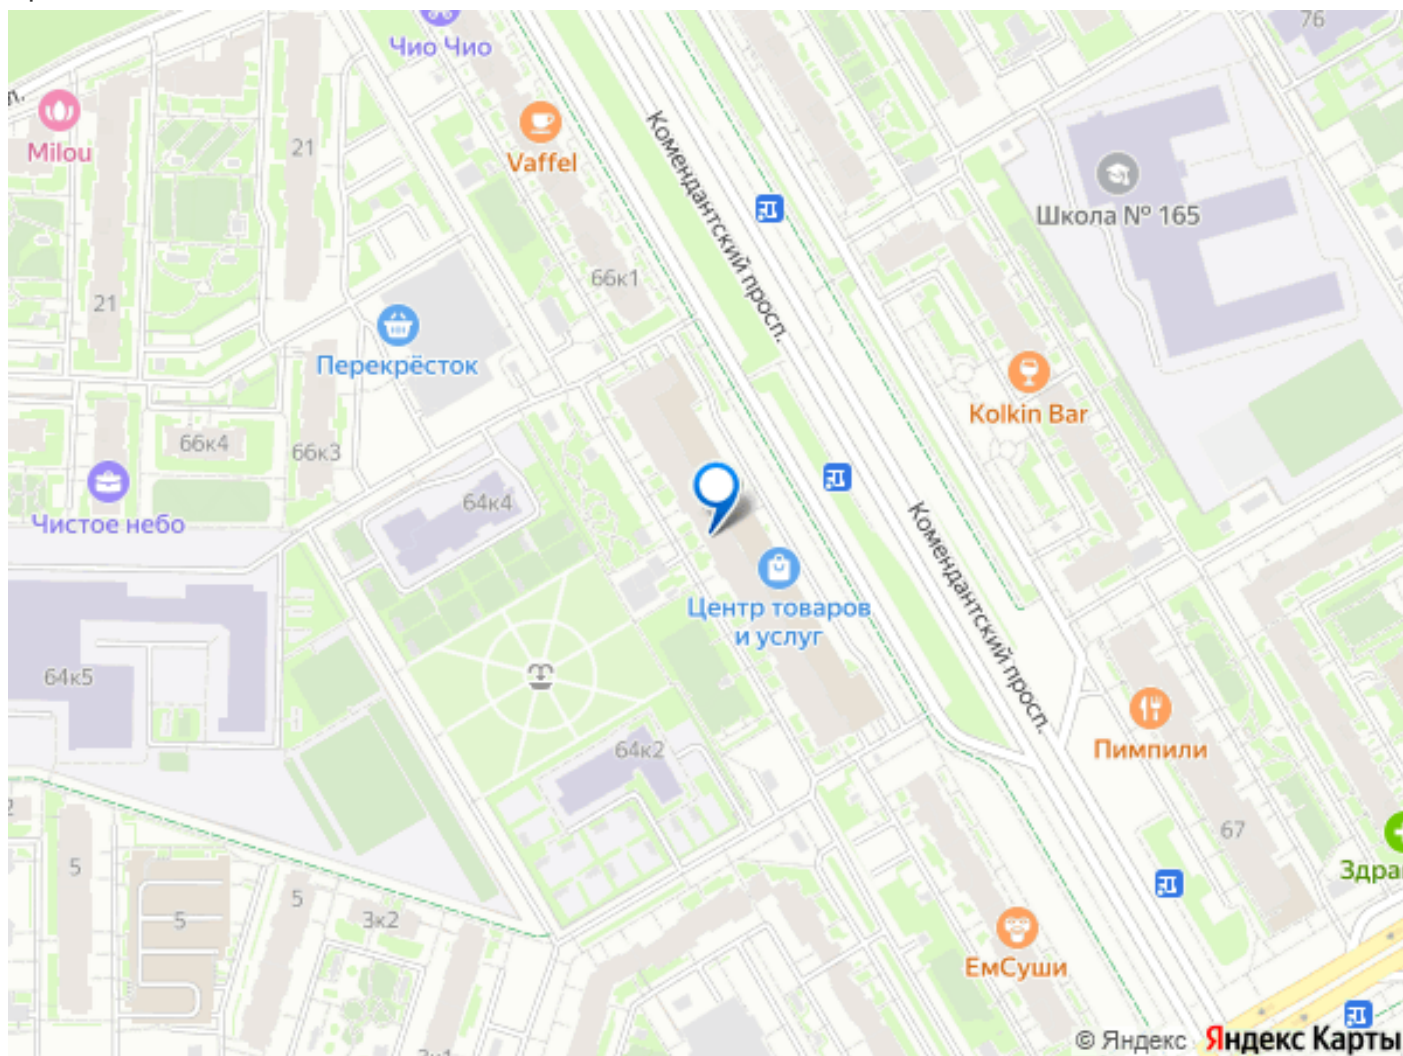 76
Чио Чио
Milou
Vaffel
21
Комендантский просп.
Школа № 165
66к1
21
Перекрёсток
Kolkin Bar
66к4
66к3
64к4
Чистое небо
Комендантский просп.
Центр товаров
и услуг
64к5
64к2
Пимпили
67
5
5
5
3к2
Здра
ЕмСуши
© Яндекс Яндекс Карты